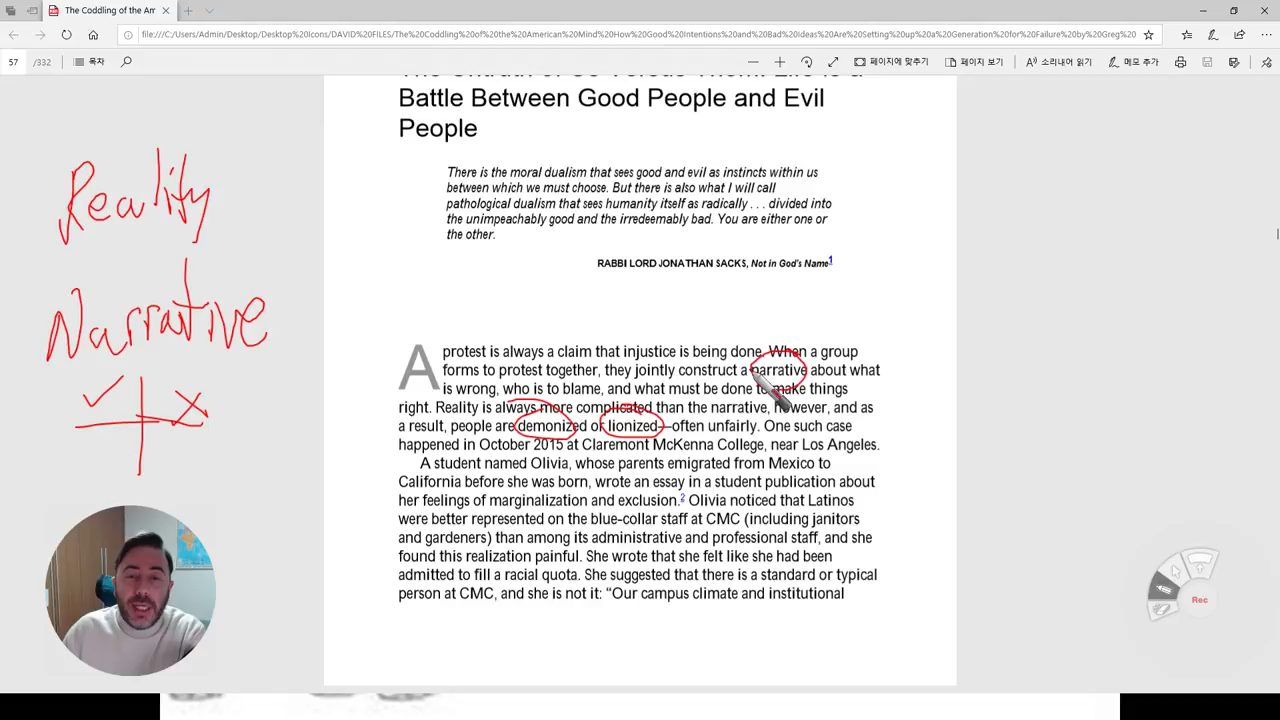 The Coddling of the Am
file:///C:/Users/Admin/Desktop/Desktop%20Icons/DAVID%20FILES/The%20Coddling%20of%20the%20American%20Mind%20How%20Good%20Intentions%20and%20Bad%20Ideas%20Are%20Setting%20up%20a%20Generation%20for%20Failure%20by%20Greg%20
57 /332 목차 페이지에 맞추기 페이지 보기 소리내어 읽기 메모 추가
The Untruth of Us Versus Them: Life Is a
Battle Between Good People and Evil
People
There is the moral dualism that sees good and evil as instincts within us
between which we must choose. But there is also what I will call
pathological dualism that sees humanity itself as radically . . . divided into
the unimpeachably good and the irredeemably bad. You are either one or
the other.
RABBI LORD JONATHAN SACKS, Not in God's Name1
A protest is always a claim that injustice is being done. When a group
forms to protest together, they jointly construct a narrative about what
is wrong, who is to blame, and what must be done to make things
right. Reality is always more complicated than the narrative, however, and as
a result, people are demonized or lionized—often unfairly. One such case
happened in October 2015 at Claremont McKenna College, near Los Angeles.
A student named Olivia, whose parents emigrated from Mexico to
California before she was born, wrote an essay in a student publication about
her feelings of marginalization and exclusion.2 Olivia noticed that Latinos
were better represented on the blue-collar staff at CMC (including janitors
and gardeners) than among its administrative and professional staff, and she
found this realization painful. She wrote that she felt like she had been
admitted to fill a racial quota. She suggested that there is a standard or typical
person at CMC, and she is not it: “Our campus climate and institutional
Reality
Narrative
Rec